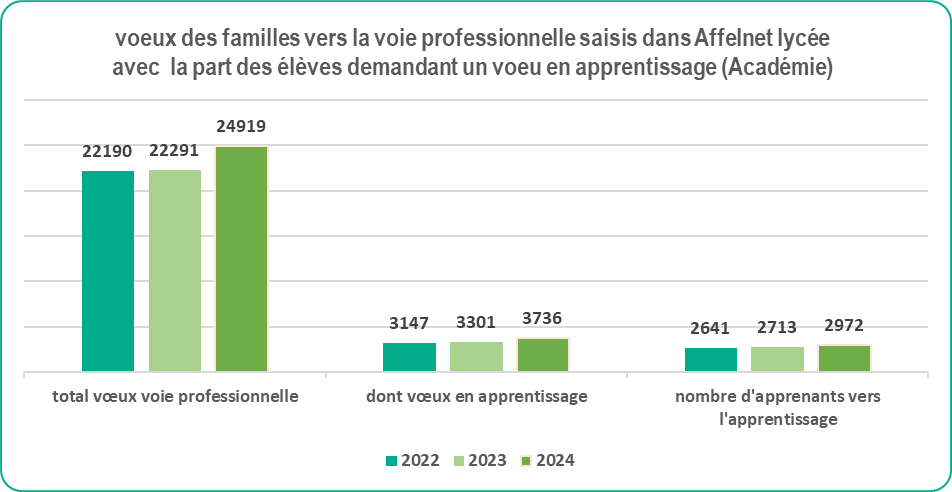 voeux des familles vers la voie professionnelle saisis dans Affelnet lycée
avec  la part des élèves demandant un voeu en apprentissage (Académie)
24919
22190 22291
3147 3301 3736
2641 2713 2972
total vœux voie professionnelle
dont vœux en apprentissage
nombre d'apprenants vers
l'apprentissage
2022 2023 2024